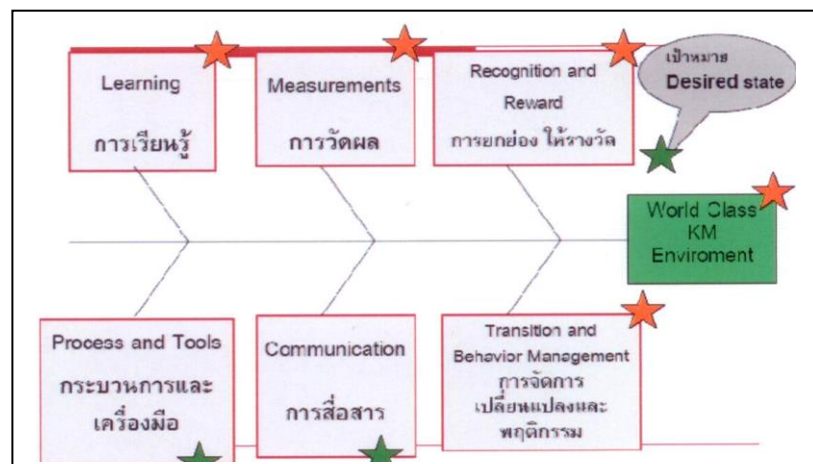 Learning
การเรียนรู้
Measurements
การวัดผล
Recognition and
Reward
การยกย่อง ให้รางวัล
เป้าหมาย
Desired state
World Class
KM
Enviroment
Process and Tools
กระบวนการและ
เครื่องมือ
Communication
การสื่อสาร
Transition and
Behavior Management
การจัดการ
เปลี่ยนแปลงและ
พฤติกรรม